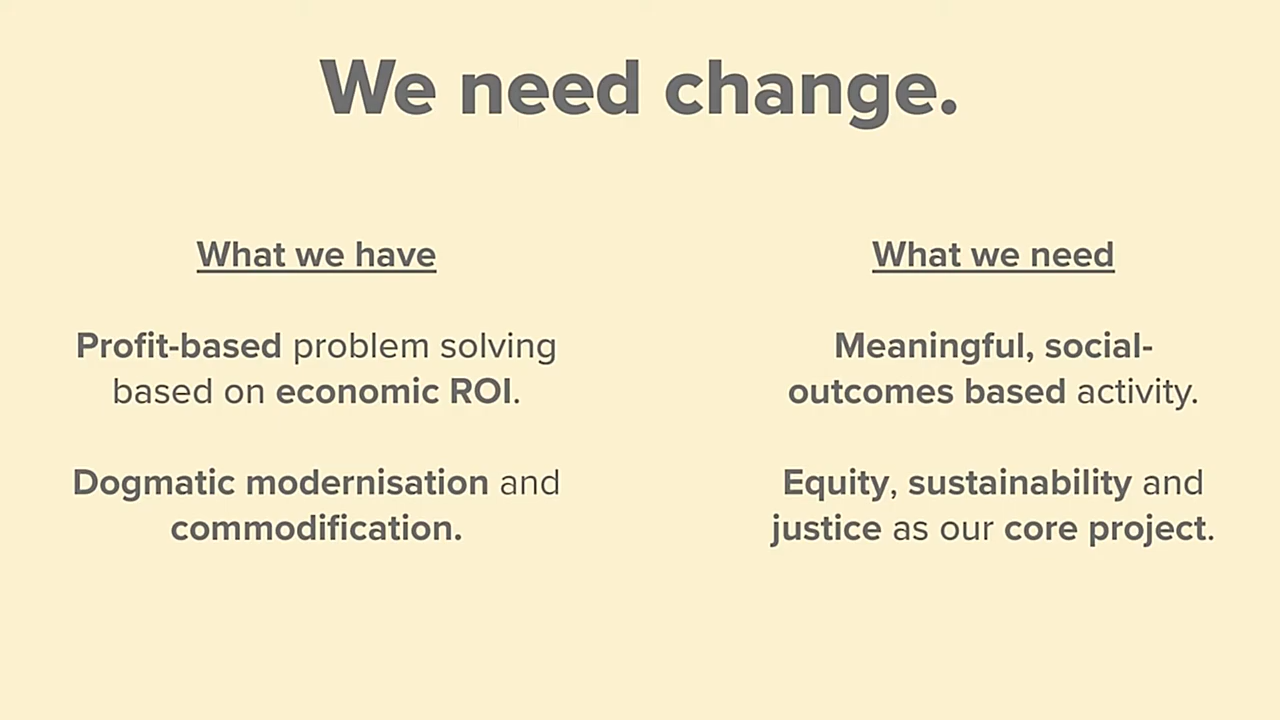 We need change.
What we have
Profit-based problem solving
based on economic ROI.
Dogmatic modernisation and
commodification.
What we need
Meaningful, social-
outcomes based activity.
Equity, sustainability and
justice as our core project.